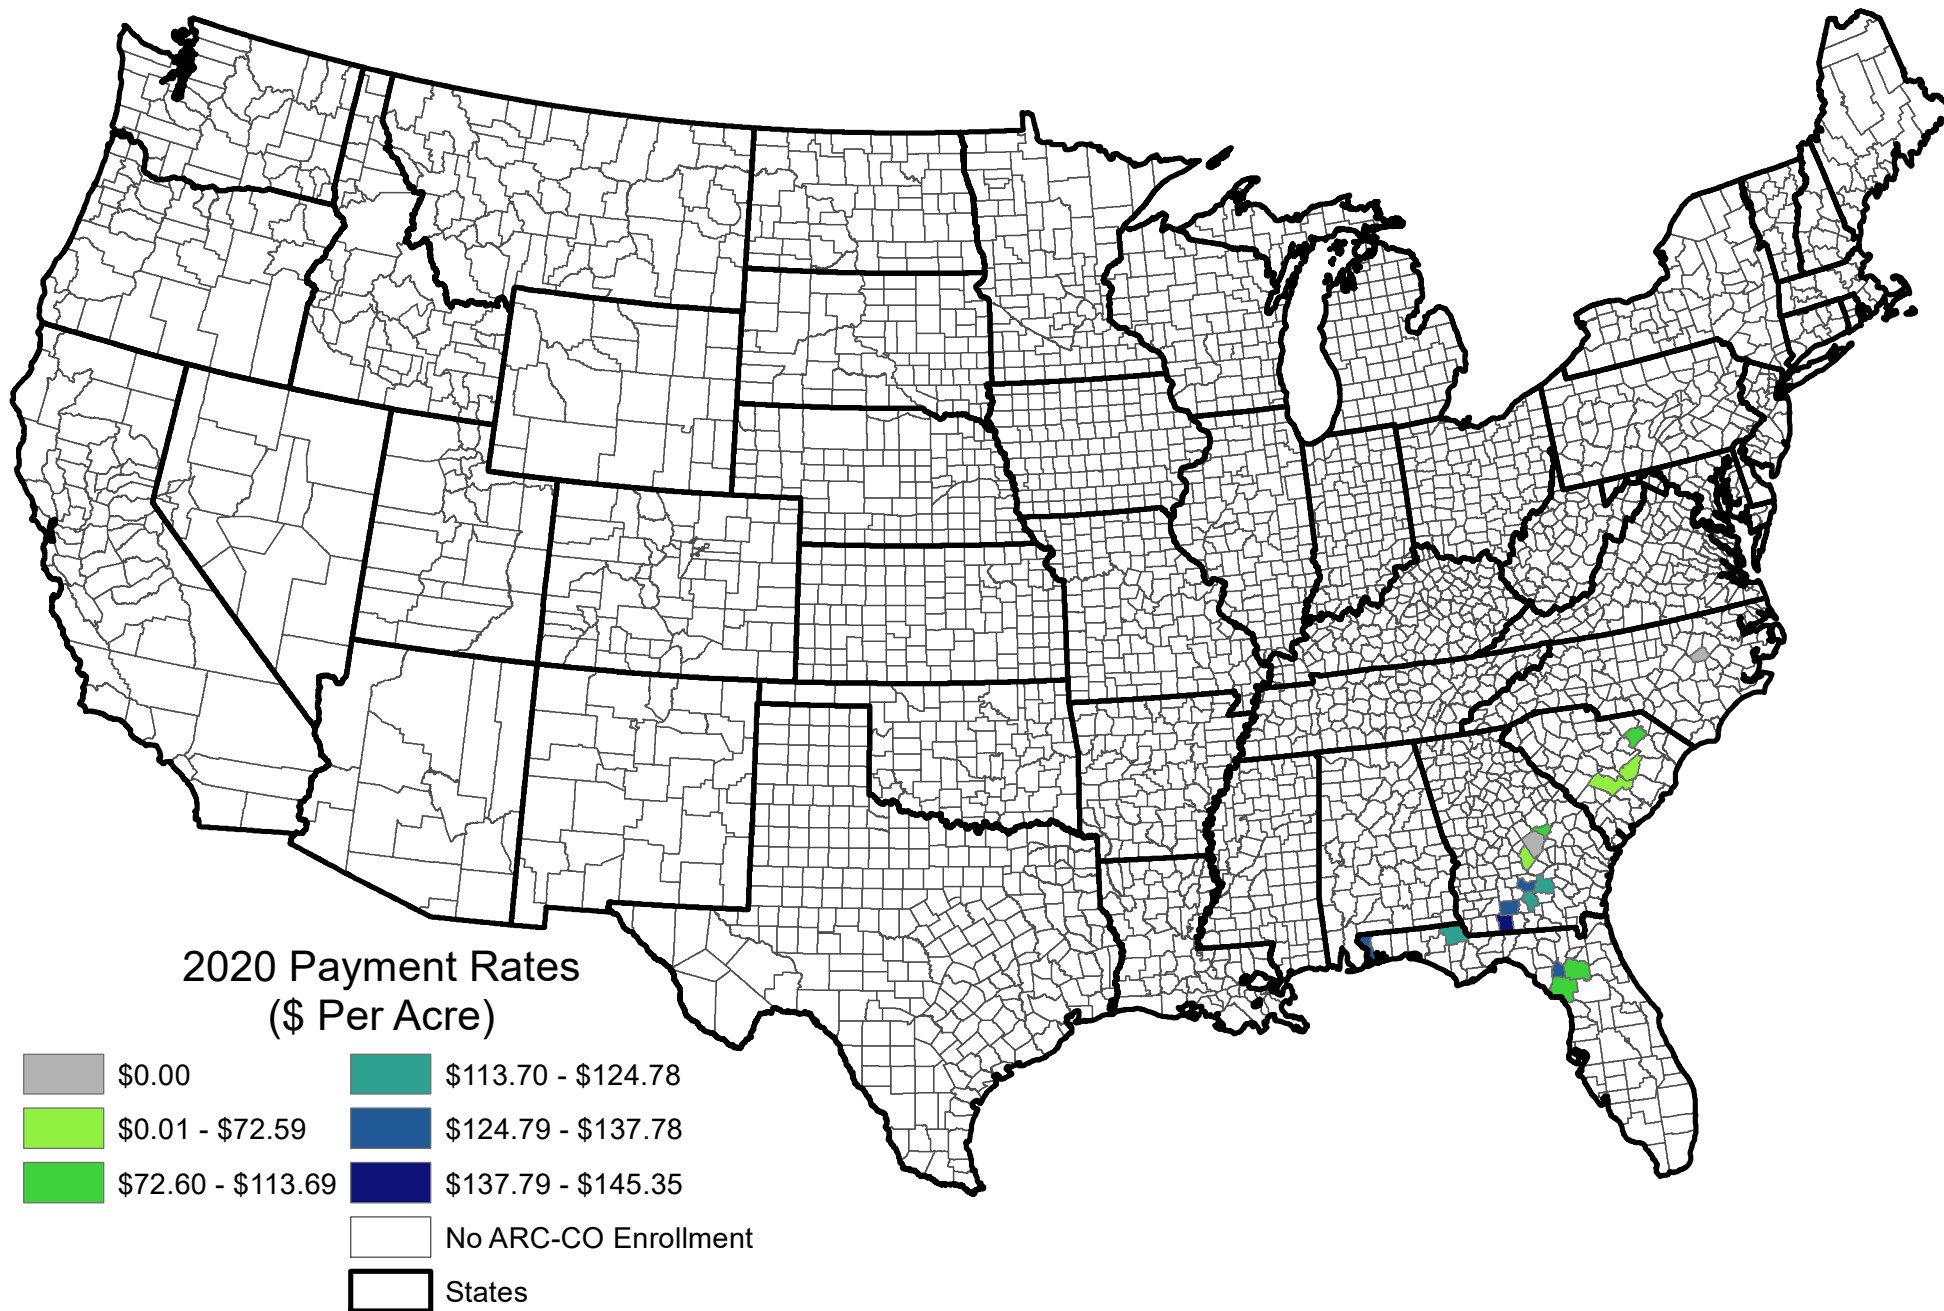 2020 Payment Rates
($ Per Acre)
$0.00
$0.01 - $72.59
$72.60 - $113.69
$113.70 - $124.78
$124.79 - $137.78
$137.79 - $145.35
No ARC-CO Enrollment
States